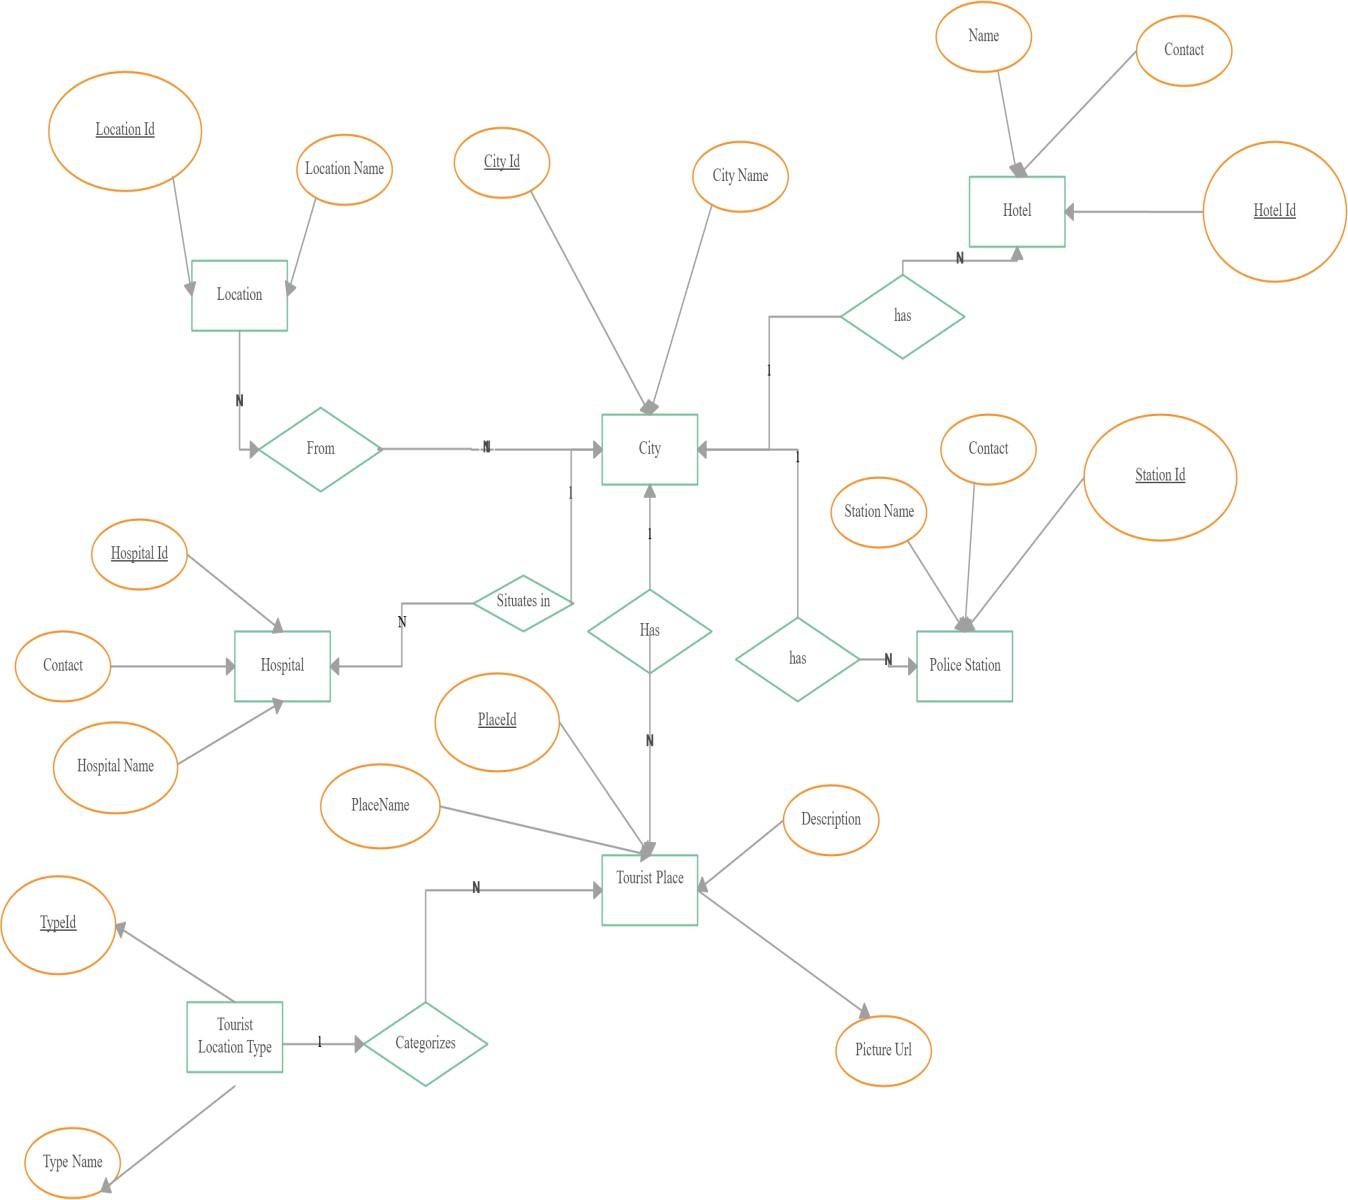 Name
Contact
Location Id
Location Name
City Id
City Name
Hotel
Hotel Id
N
Location
has
1
N
From
N
City
1
Contact
Station Id
1
Station Name
1
Hospital Id
Situates in
N
Has
has
N
Police Station
Contact
Hospital
PlaceId
N
Hospital Name
PlaceName
Description
Tourist Place
N
TypeId
Tourist
Location Type
1
Categorizes
Picture Url
Type Name